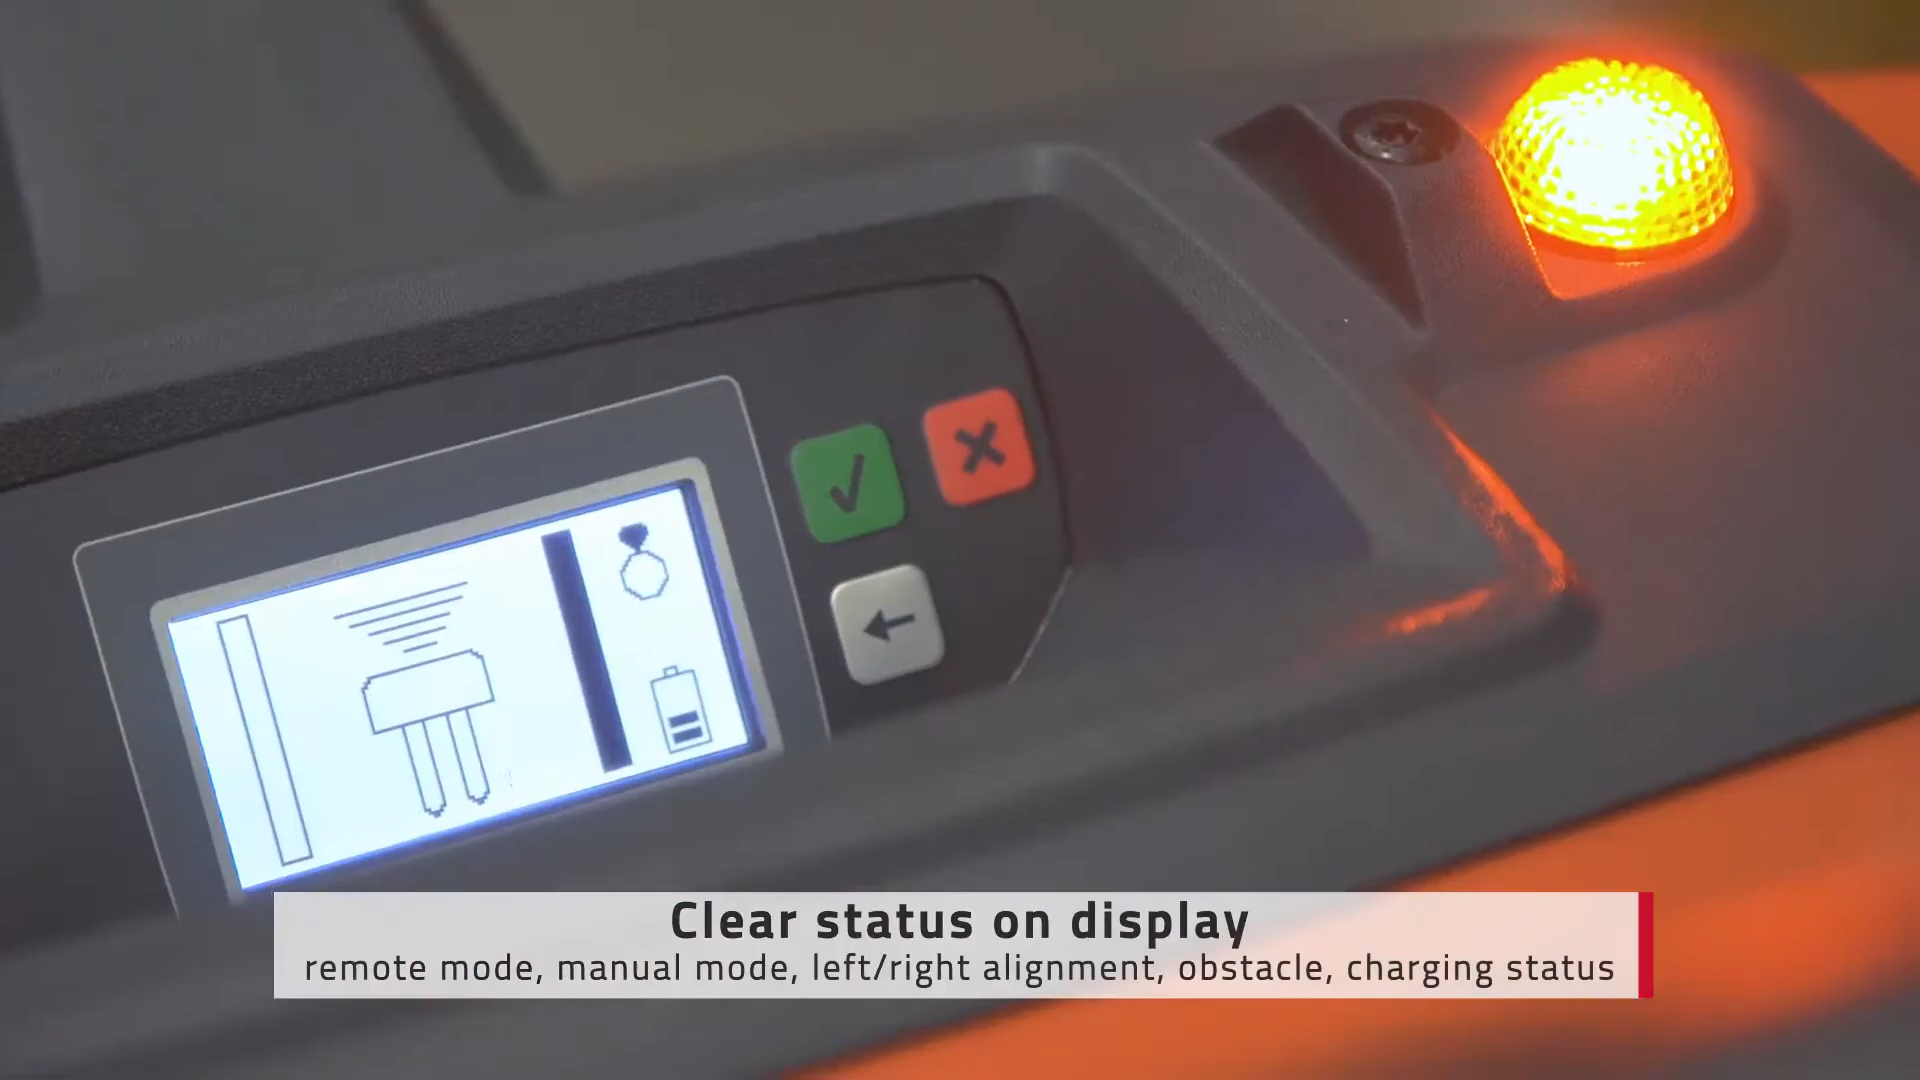 Clear status on display
remote mode, manual mode, left/right alignment, obstacle, charging status